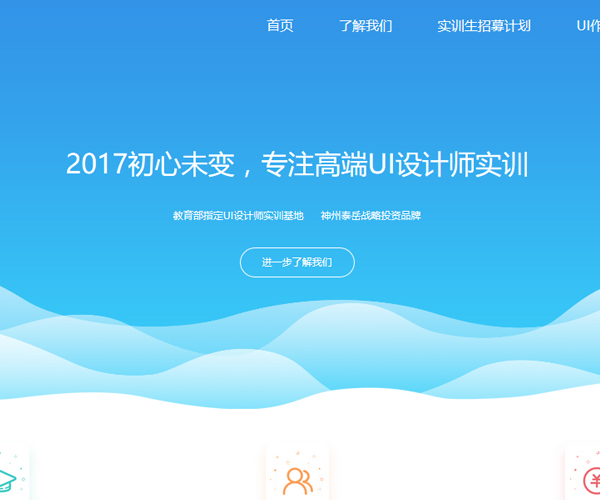 首页 了解我们 实训生招募计划 UI作
2017初心未变，专注高端UI设计师实训
教育部指定UI设计师实训基地 神州泰岳战略投资品牌
进一步了解我们